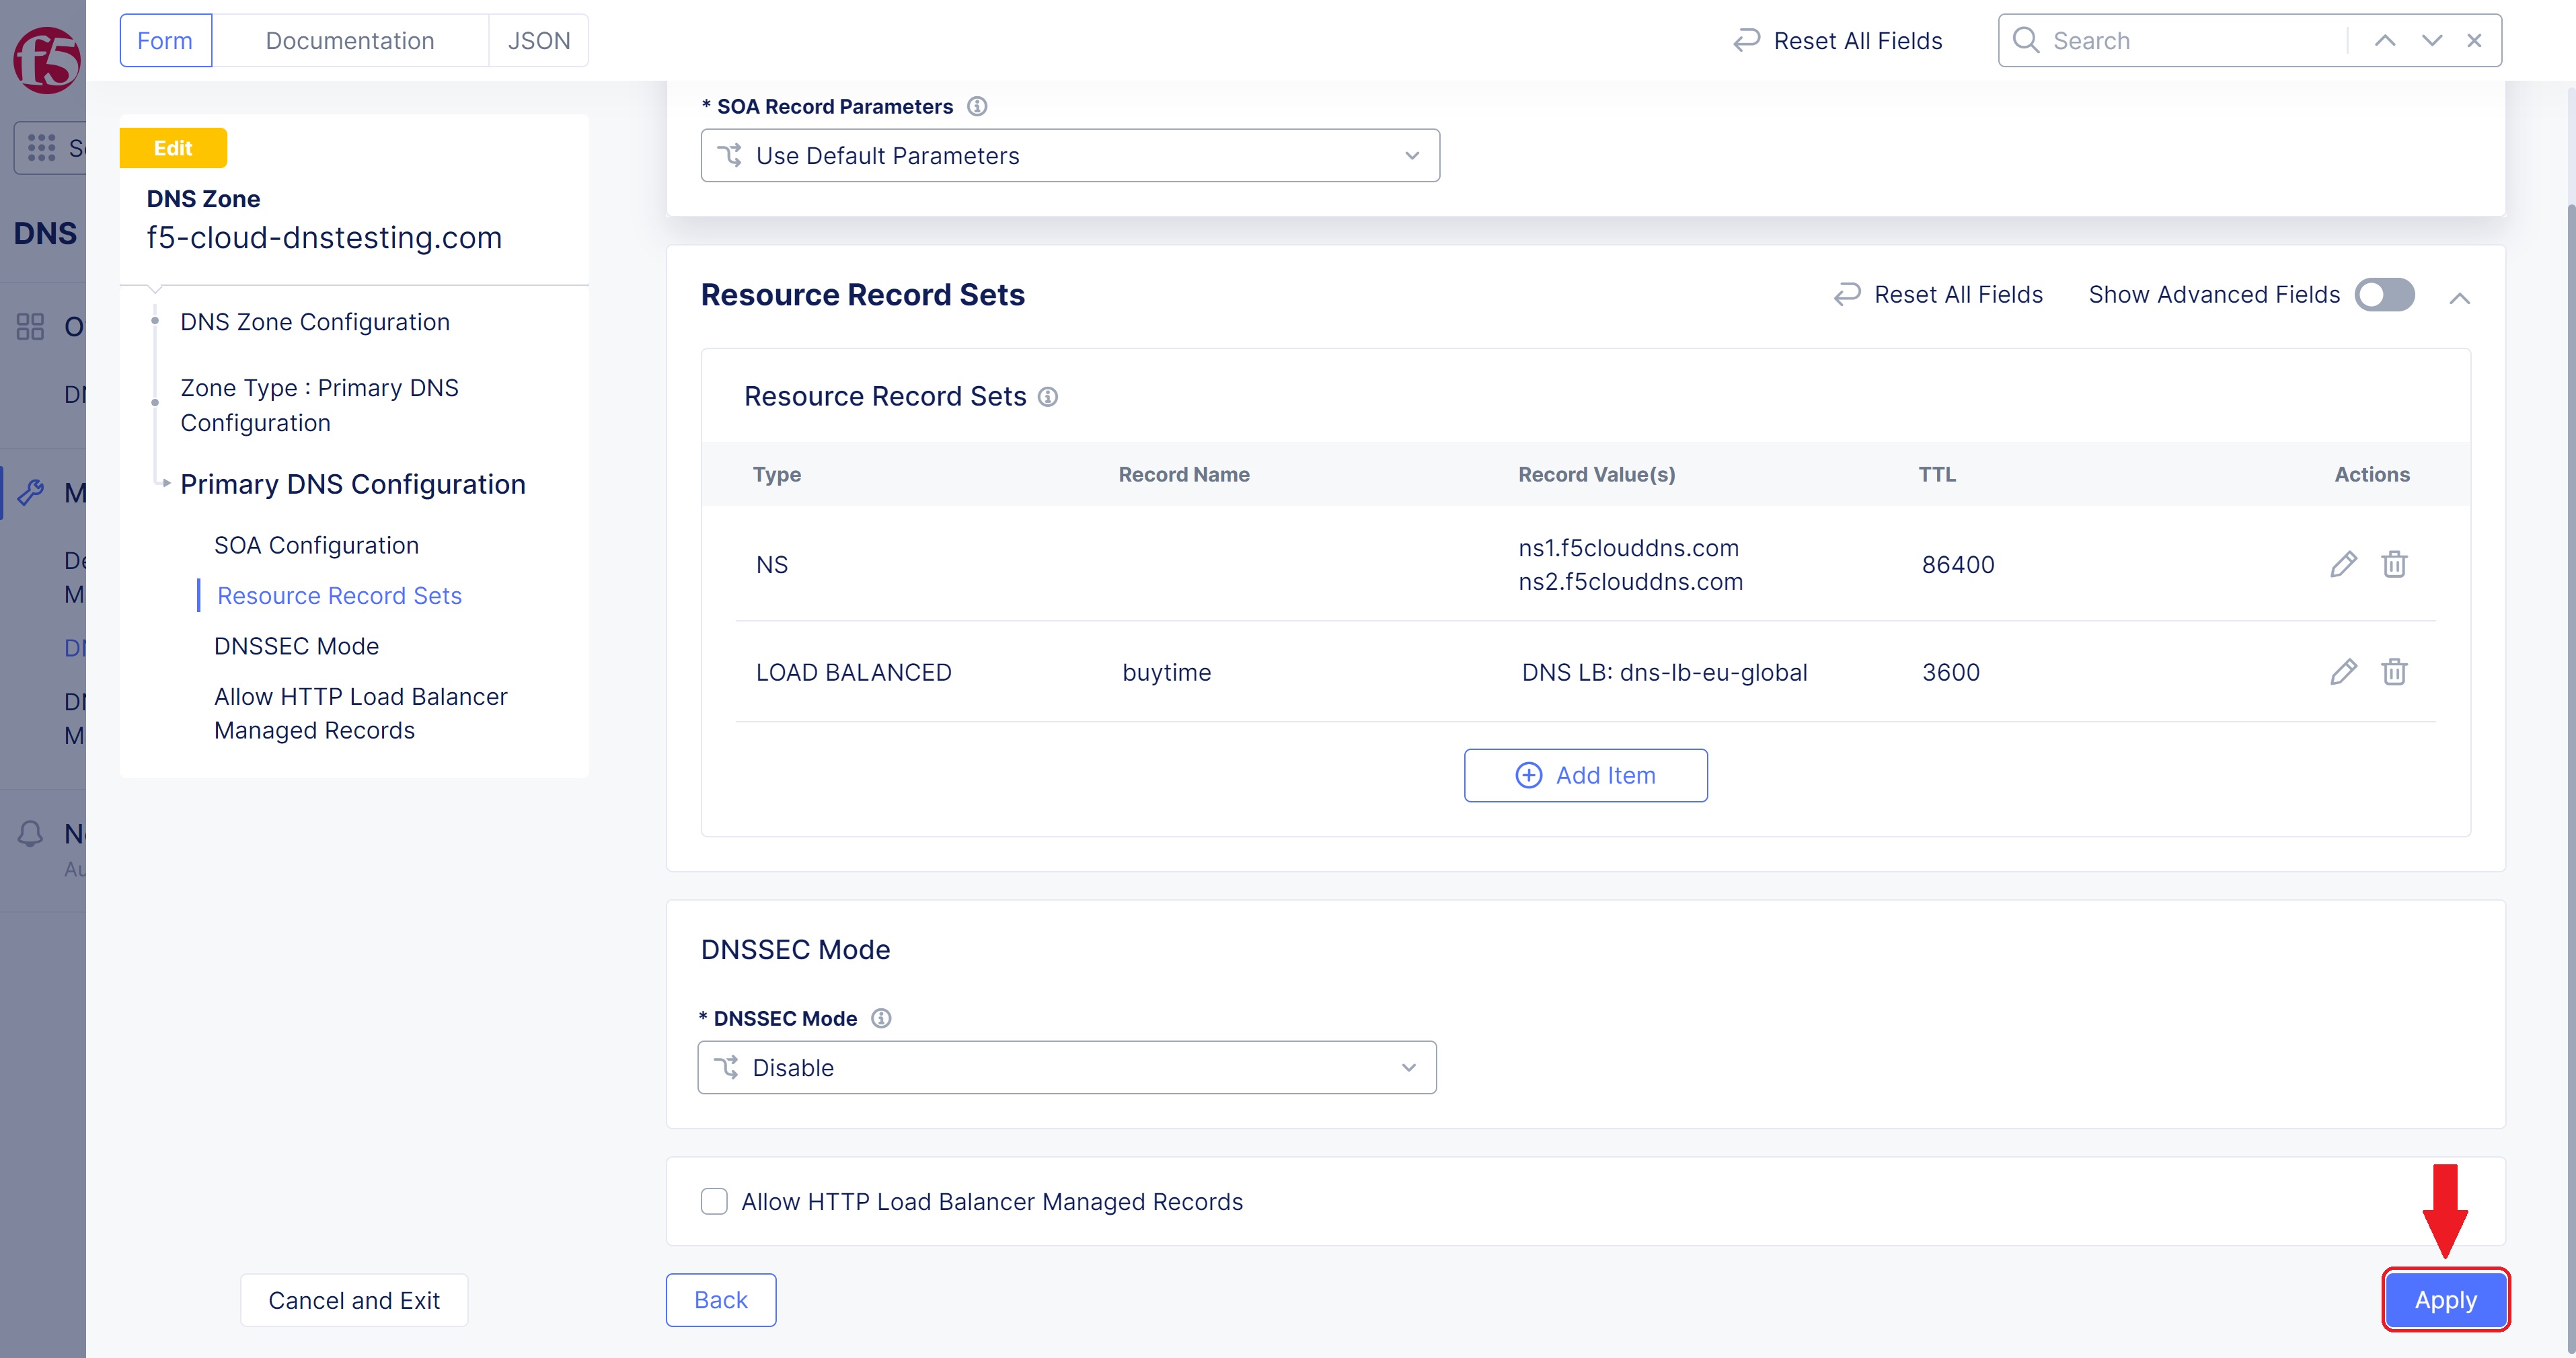 f5
Form
Documentation
JSON
Reset All Fields
Search
DNS
Edit
DNS Zone
f5-cloud-dnstesting.com
DNS Zone Configuration
Zone Type : Primary DNS
Configuration
Primary DNS Configuration
SOA Configuration
Resource Record Sets
DNSSEC Mode
Allow HTTP Load Balancer
Managed Records
* SOA Record Parameters
Use Default Parameters
Resource Record Sets
Reset All Fields
Show Advanced Fields
Resource Record Sets
Type Record Name Record Value(s) TTL Actions
NS ns1.f5clouddns.com 86400
ns2.f5clouddns.com
LOAD BALANCED buytime DNS LB: dns-lb-eu-global 3600
Add Item
DNSSEC Mode
* DNSSEC Mode
Disable
Allow HTTP Load Balancer Managed Records
Cancel and Exit
Back
Apply